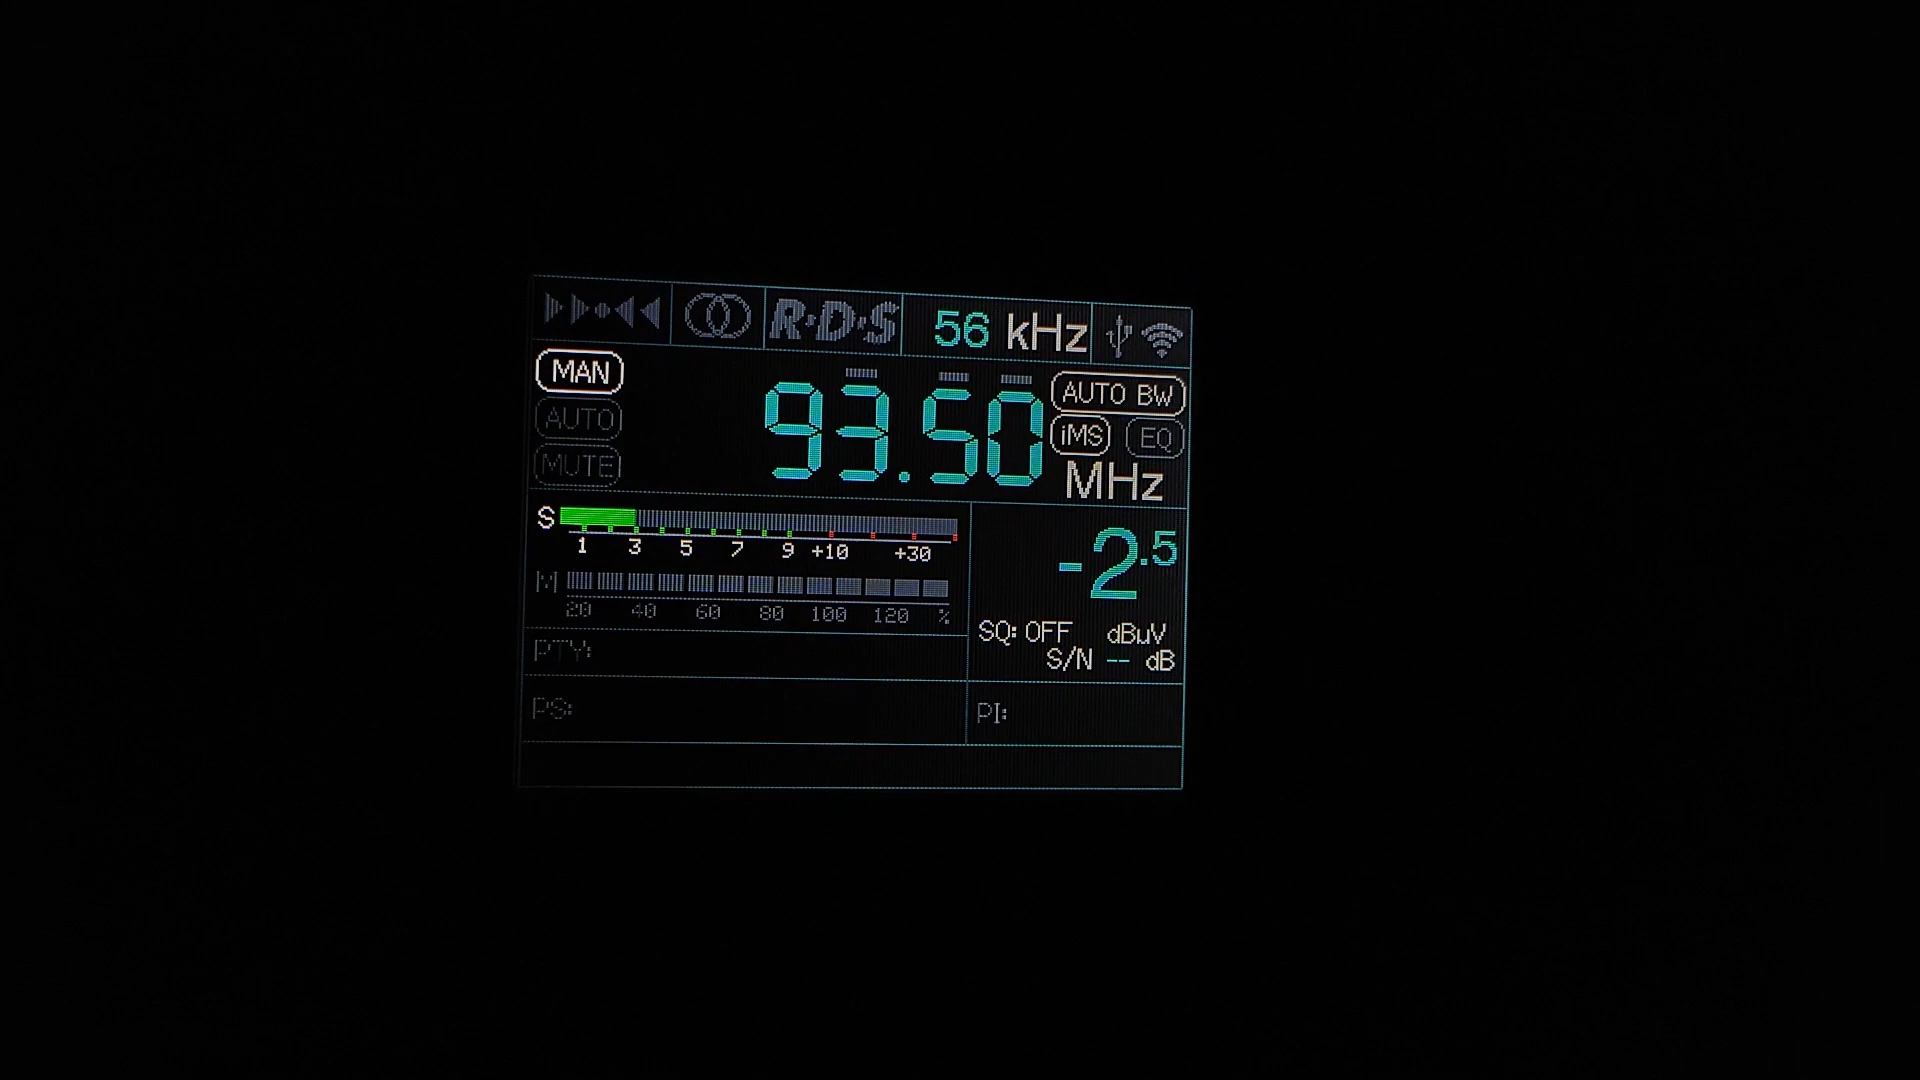 R·D·S 56 kHz
MAN AUTO BW
AUTO 93.50 iMS EQ
MUTE MHz
S
1 3 5 7 9 +10 +30
-2.5
M
20 40 60 80 100 120 %
SQ: OFF dBuV
S/N -- dB
PTY:
PS: PI: